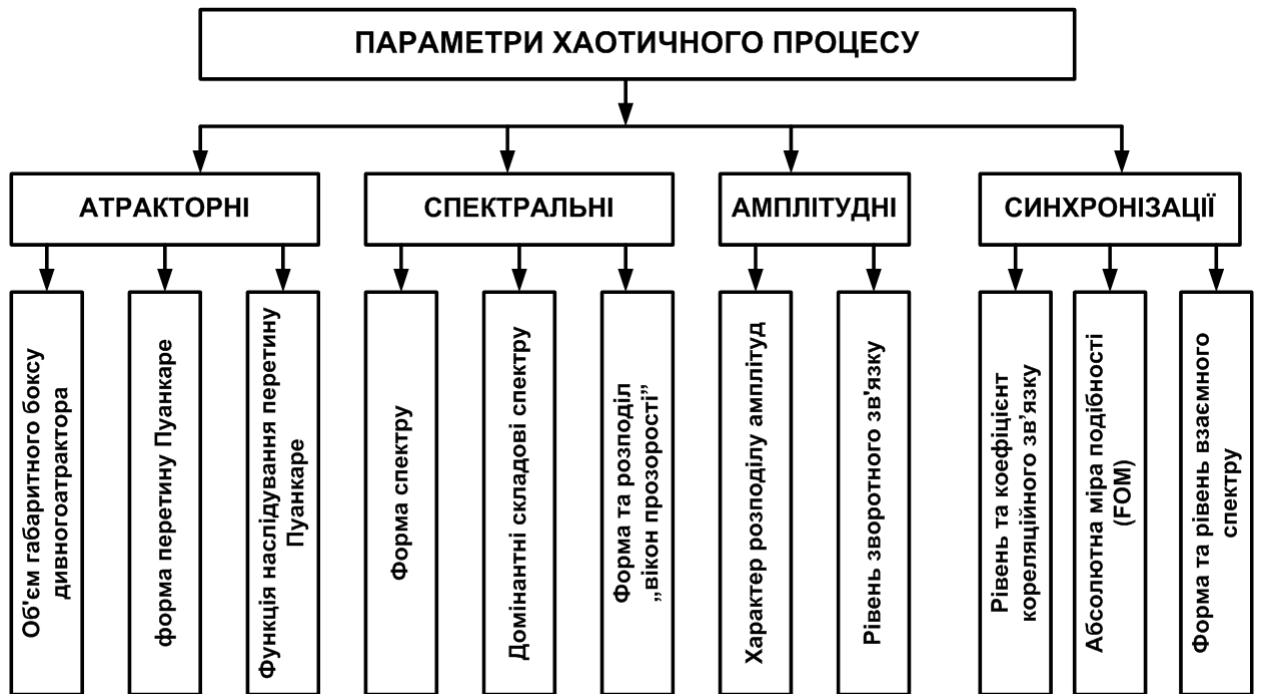 ПАРАМЕТРИ ХАОТИЧНОГО ПРОЦЕСУ
АТРАКТОРНІ
СПЕКТРАЛЬНІ
АМПЛІТУДНІ
СИНХРОНІЗАЦІЇ
Об'єм габаритного боксу
дивногоатрактора
форма перетину Пуанкаре
Функція наслідування перетину
Пуанкаре
Форма спектру
Домінантні складові спектру
Форма та розподіл
„вікон прозорості”
Характер розподілу амплітуд
Рівень зворотного зв'язку
Рівень та коефіцієнт
кореляційного зв’язку
Абсолютна міра подібності
(FOM)
Форма та рівень взаємного
спектру